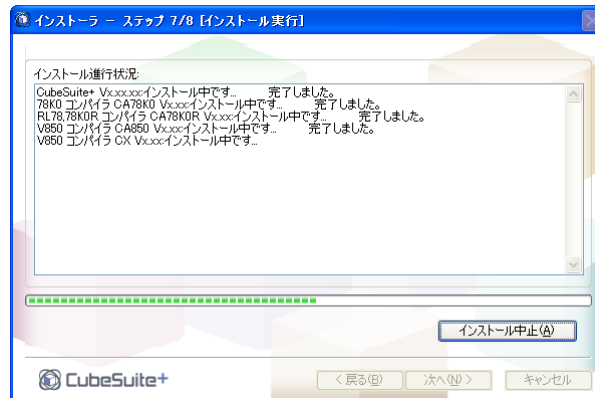 インストーラ － ステップ 7/8 [インストール実行]
インストール進行状況:
CubeSuite+ Vx.xx.xxインストール中です... 完了しました。
78K0 コンパイラ CA78K0 Vx.xxインストール中です... 完了しました。
RL78,78K0R コンパイラ CA78K0R Vx.xxインストール中です... 完了しました。
V850 コンパイラ CA850 Vx.xxインストール中です... 完了しました。
V850 コンパイラ CX Vx.xxインストール中です...
インストール中止(A)
CubeSuite+
< 戻る(B) 次へ(N) > キャンセル